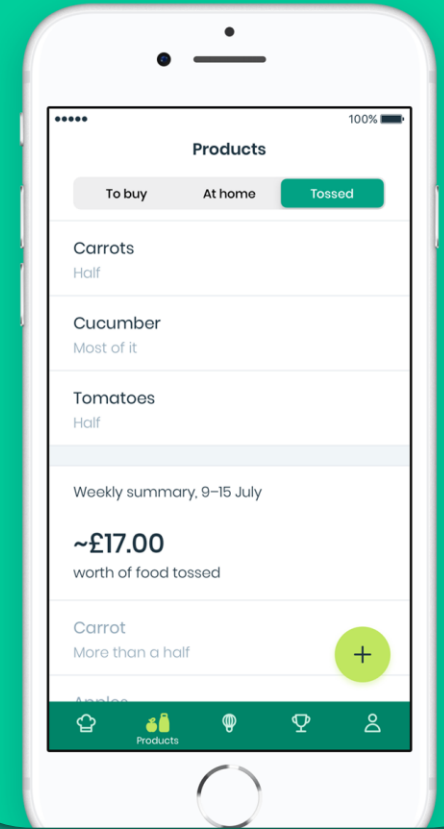 100%
Products
To buy
At home
Tossed
Carrots
Half
Cucumber
Most of it
Tomatoes
Half
Weekly summary, 9–15 July
~£17.00
worth of food tossed
Carrot
More than a half
+
Apples
Products